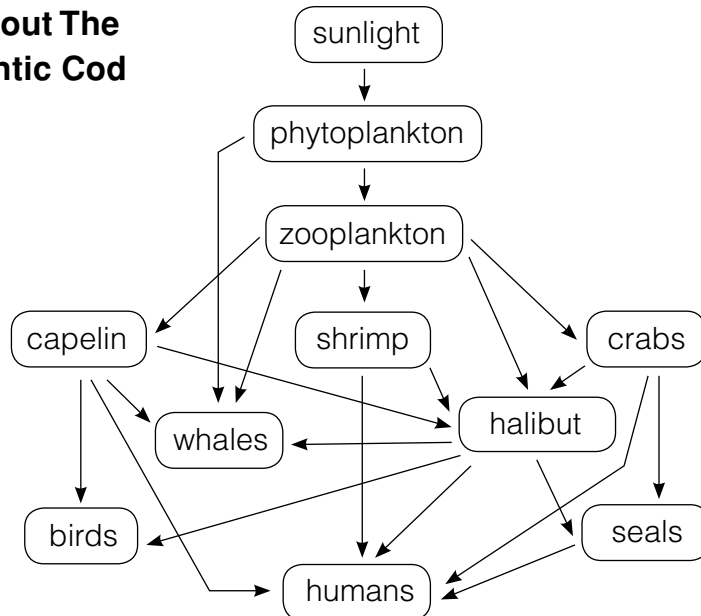 out The
ntic Cod
sunlight
phytoplankton
zooplankton
capelin
shrimp
crabs
whales
halibut
birds
seals
humans